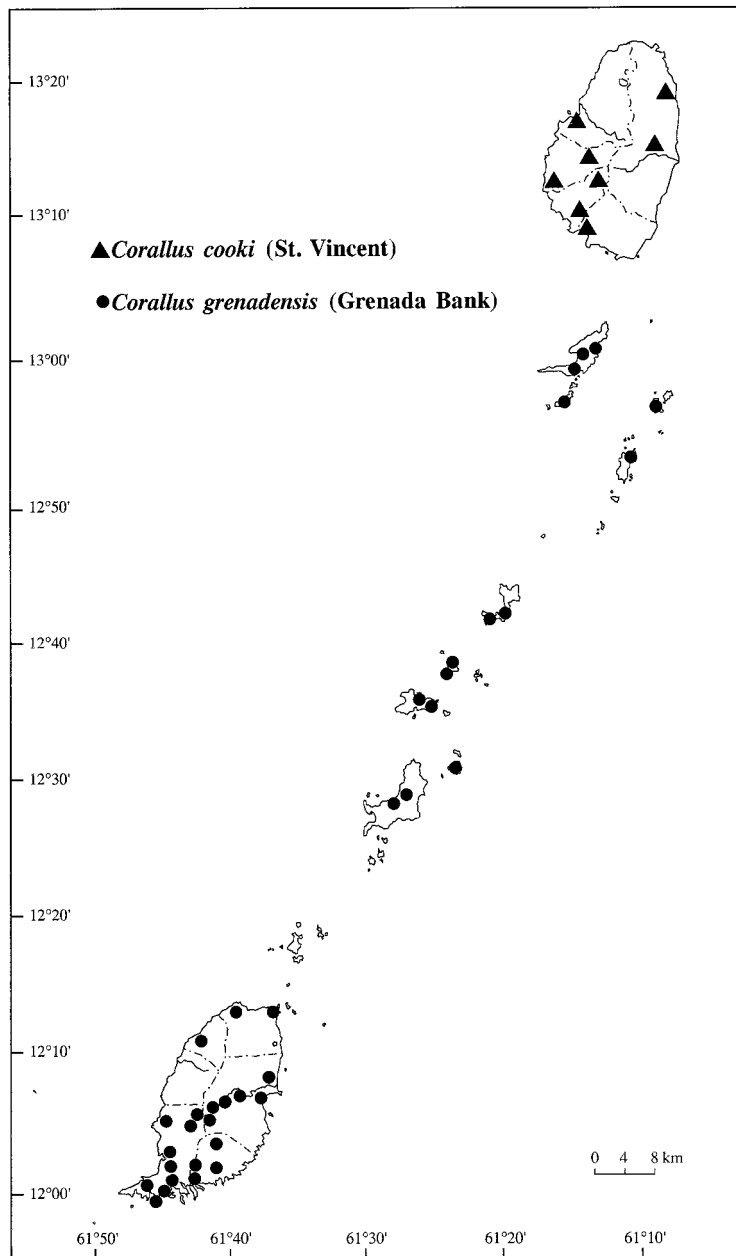 13°20'
13°10'
Corallus cooki (St. Vincent)
Corallus grenadensis (Grenada Bank)
13°00'
12°50'
12°40'
12°30'
12°20'
12°10'
12°00'
0 4 8 km
61°50' 61°40' 61°30' 61°20' 61°10'